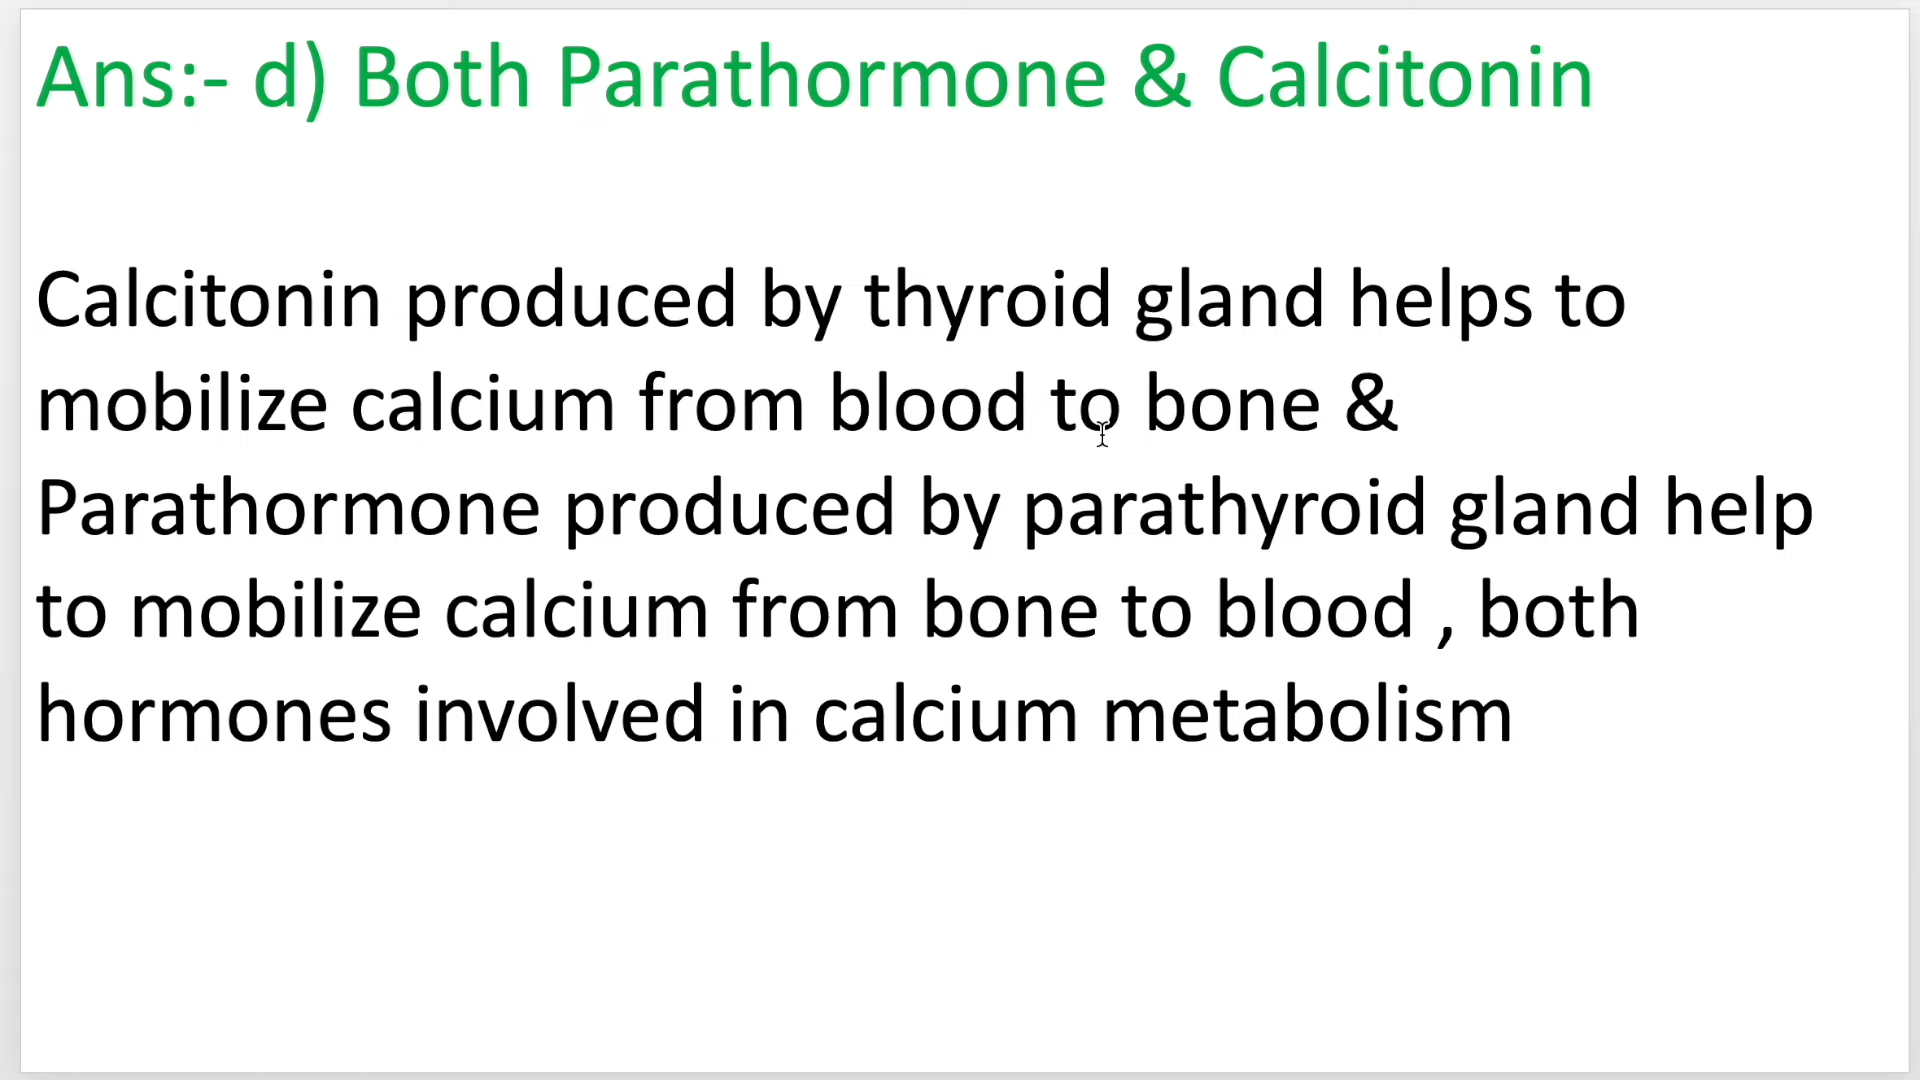 Ans:- d) Both Parathormone & Calcitonin
Calcitonin produced by thyroid gland helps to
mobilize calcium from blood to bone &
Parathormone produced by parathyroid gland help
to mobilize calcium from bone to blood , both
hormones involved in calcium metabolism